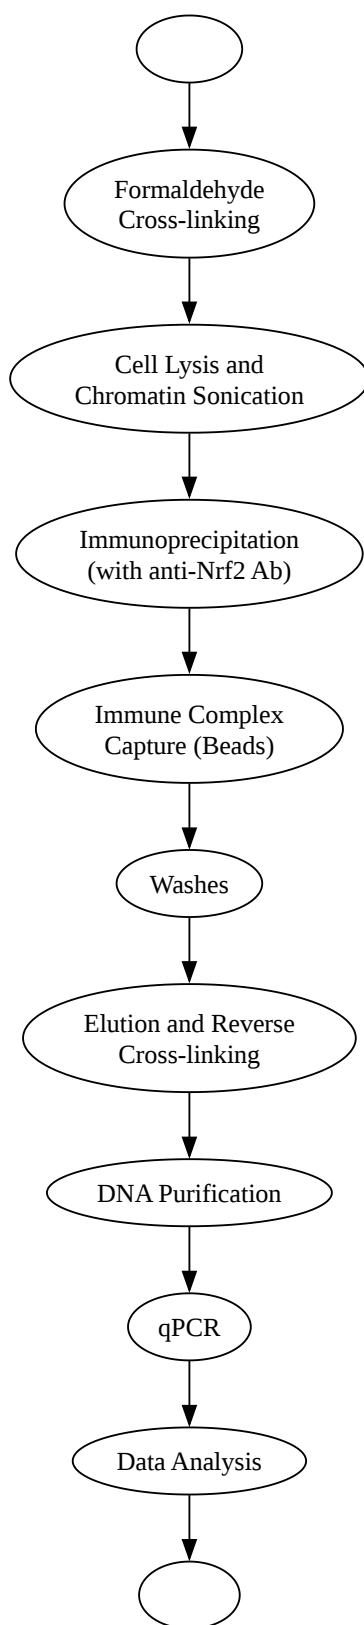 Formaldehyde
Cross-linking
Cell Lysis and
Chromatin Sonication
Immunoprecipitation
(with anti-Nrf2 Ab)
Immune Complex
Capture (Beads)
Washes
Elution and Reverse
Cross-linking
DNA Purification
qPCR
Data Analysis